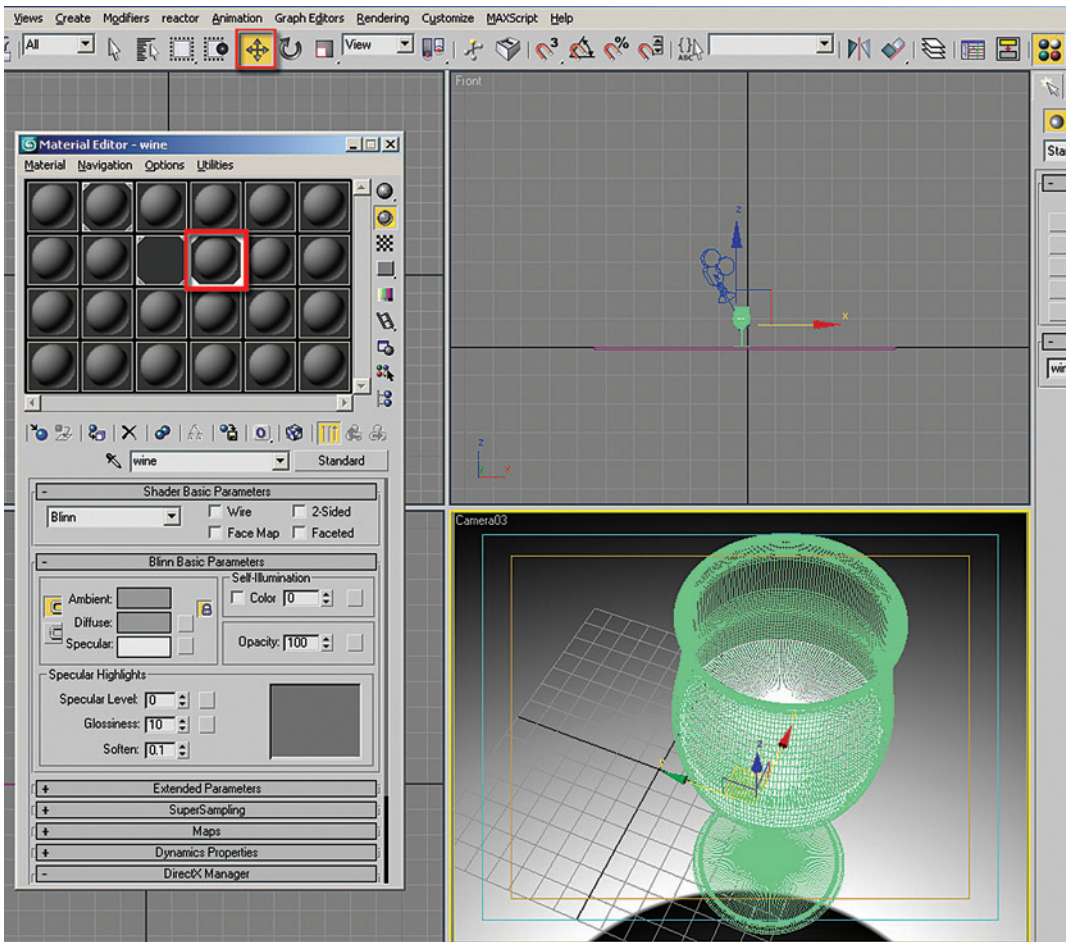 Views Create Modifiers reactor Animation Graph Editors Rendering Customize MAXScript Help
All
View
3
%
ABC
Front
Material Editor - wine
Material Navigation Options Utilities
z
x
z
x
wine
Standard
Shader Basic Parameters
Blinn
Wire
2-Sided
Face Map
Faceted
Blinn Basic Parameters
Self-Illumination
Ambient:
Color 0
Diffuse:
Specular:
Opacity: 100
Specular Highlights
Specular Level: 0
Glossiness: 10
Soften: 0.1
+ Extended Parameters
+ SuperSampling
+ Maps
+ Dynamics Properties
- DirectX Manager
Camera03
z
Sta